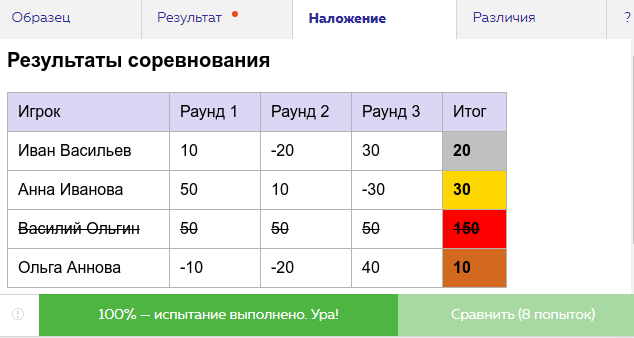 Образец Результат Наложение Различия ?
Результаты соревнования
Игрок Раунд 1 Раунд 2 Раунд 3 Итог
Иван Васильев 10 -20 30 20
Анна Иванова 50 10 -30 30
Василий Ольгин 50 50 50 150
Ольга Аннова -10 -20 40 10
100% — испытание выполнено. Ура! Сравнить (8 попыток)